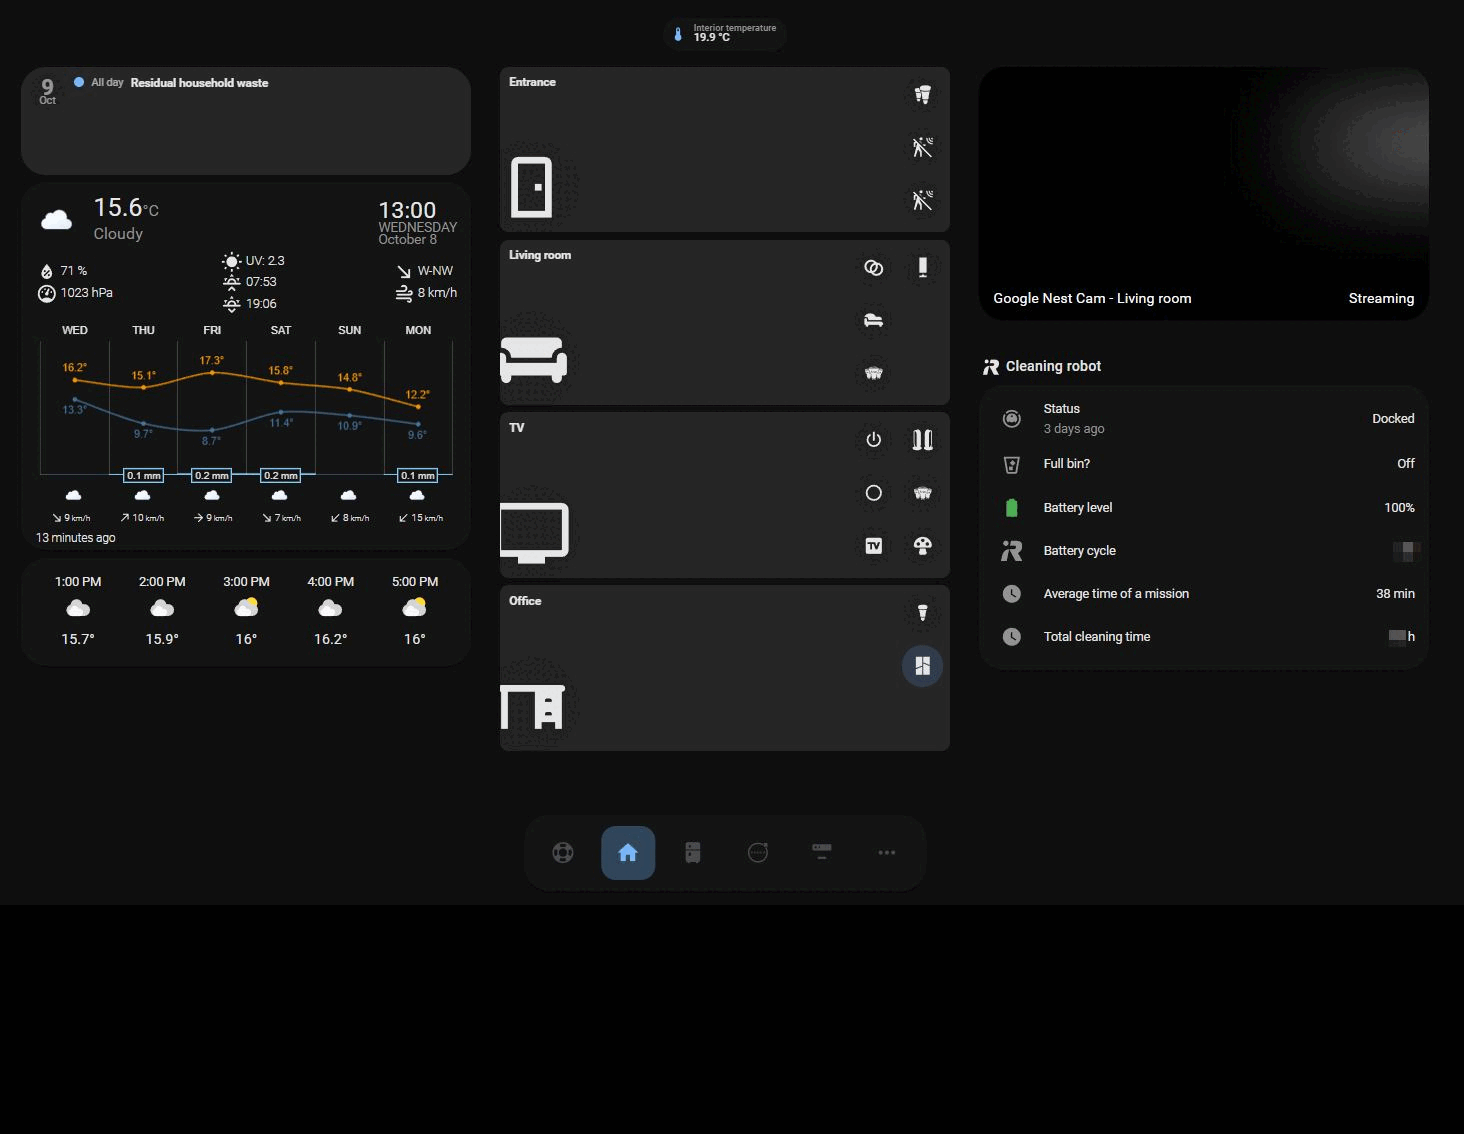 Interior temperature
19.9 °C
9
Oct
All day Residual household waste
15.6°C
Cloudy
13:00
WEDNESDAY
October 8
71 %
1023 hPa
UV: 2.3
07:53
19:06
W-NW
8 km/h
WED THU FRI SAT SUN MON
16.2° 15.1° 17.3° 15.8° 14.8° 12.2°
13.3° 9.7° 8.7° 11.4° 10.9° 9.6°
0.1 mm 0.2 mm 0.2 mm 0.1 mm
9 km/h 10 km/h 9 km/h 7 km/h 8 km/h 15 km/h
13 minutes ago
1:00 PM 2:00 PM 3:00 PM 4:00 PM 5:00 PM
15.7° 15.9° 16° 16.2° 16°
Entrance
Living room
TV
TV
Office
Google Nest Cam - Living room Streaming
iR Cleaning robot
Status
3 days ago
Docked
Full bin? Off
Battery level 100%
iR Battery cycle
Average time of a mission 38 min
Total cleaning time h